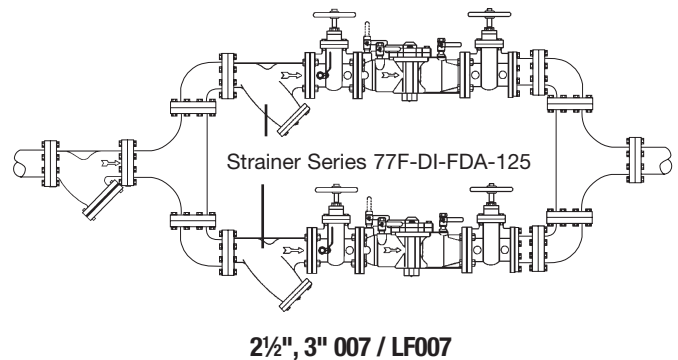 Strainer Series 77F-DI-FDA-125
2½", 3" 007 / LF007